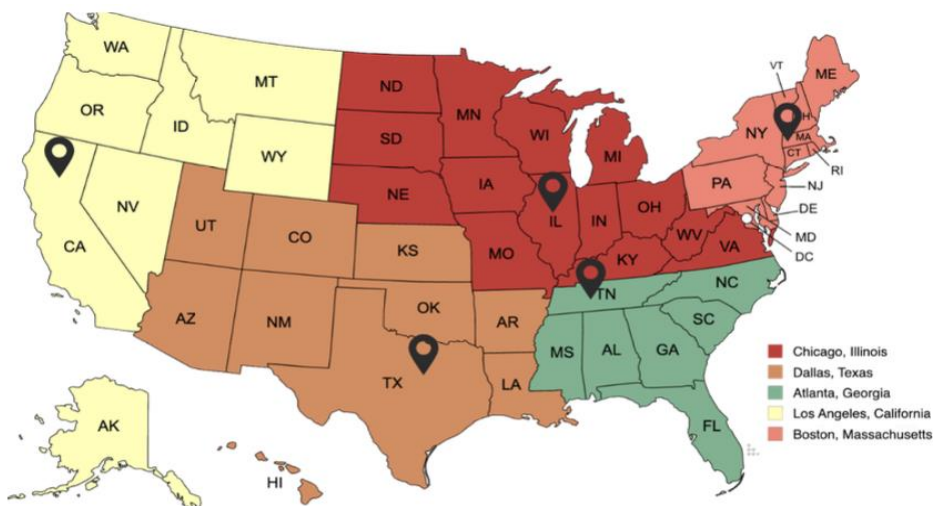 WA
MT
ND
MN
VT
ME
OR
ID
SD
WI
MI
NY
H
MA
WY
CT
RI
NE
IA
PA
NJ
NV
UT
CO
IL
IN
OH
DE
CA
KS
MO
WV
VA
MD
KY
DC
AZ
NM
OK
AR
TN
NC
SC
TX
LA
MS
AL
GA
FL
AK
HI
Chicago, Illinois
Dallas, Texas
Atlanta, Georgia
Los Angeles, California
Boston, Massachusetts